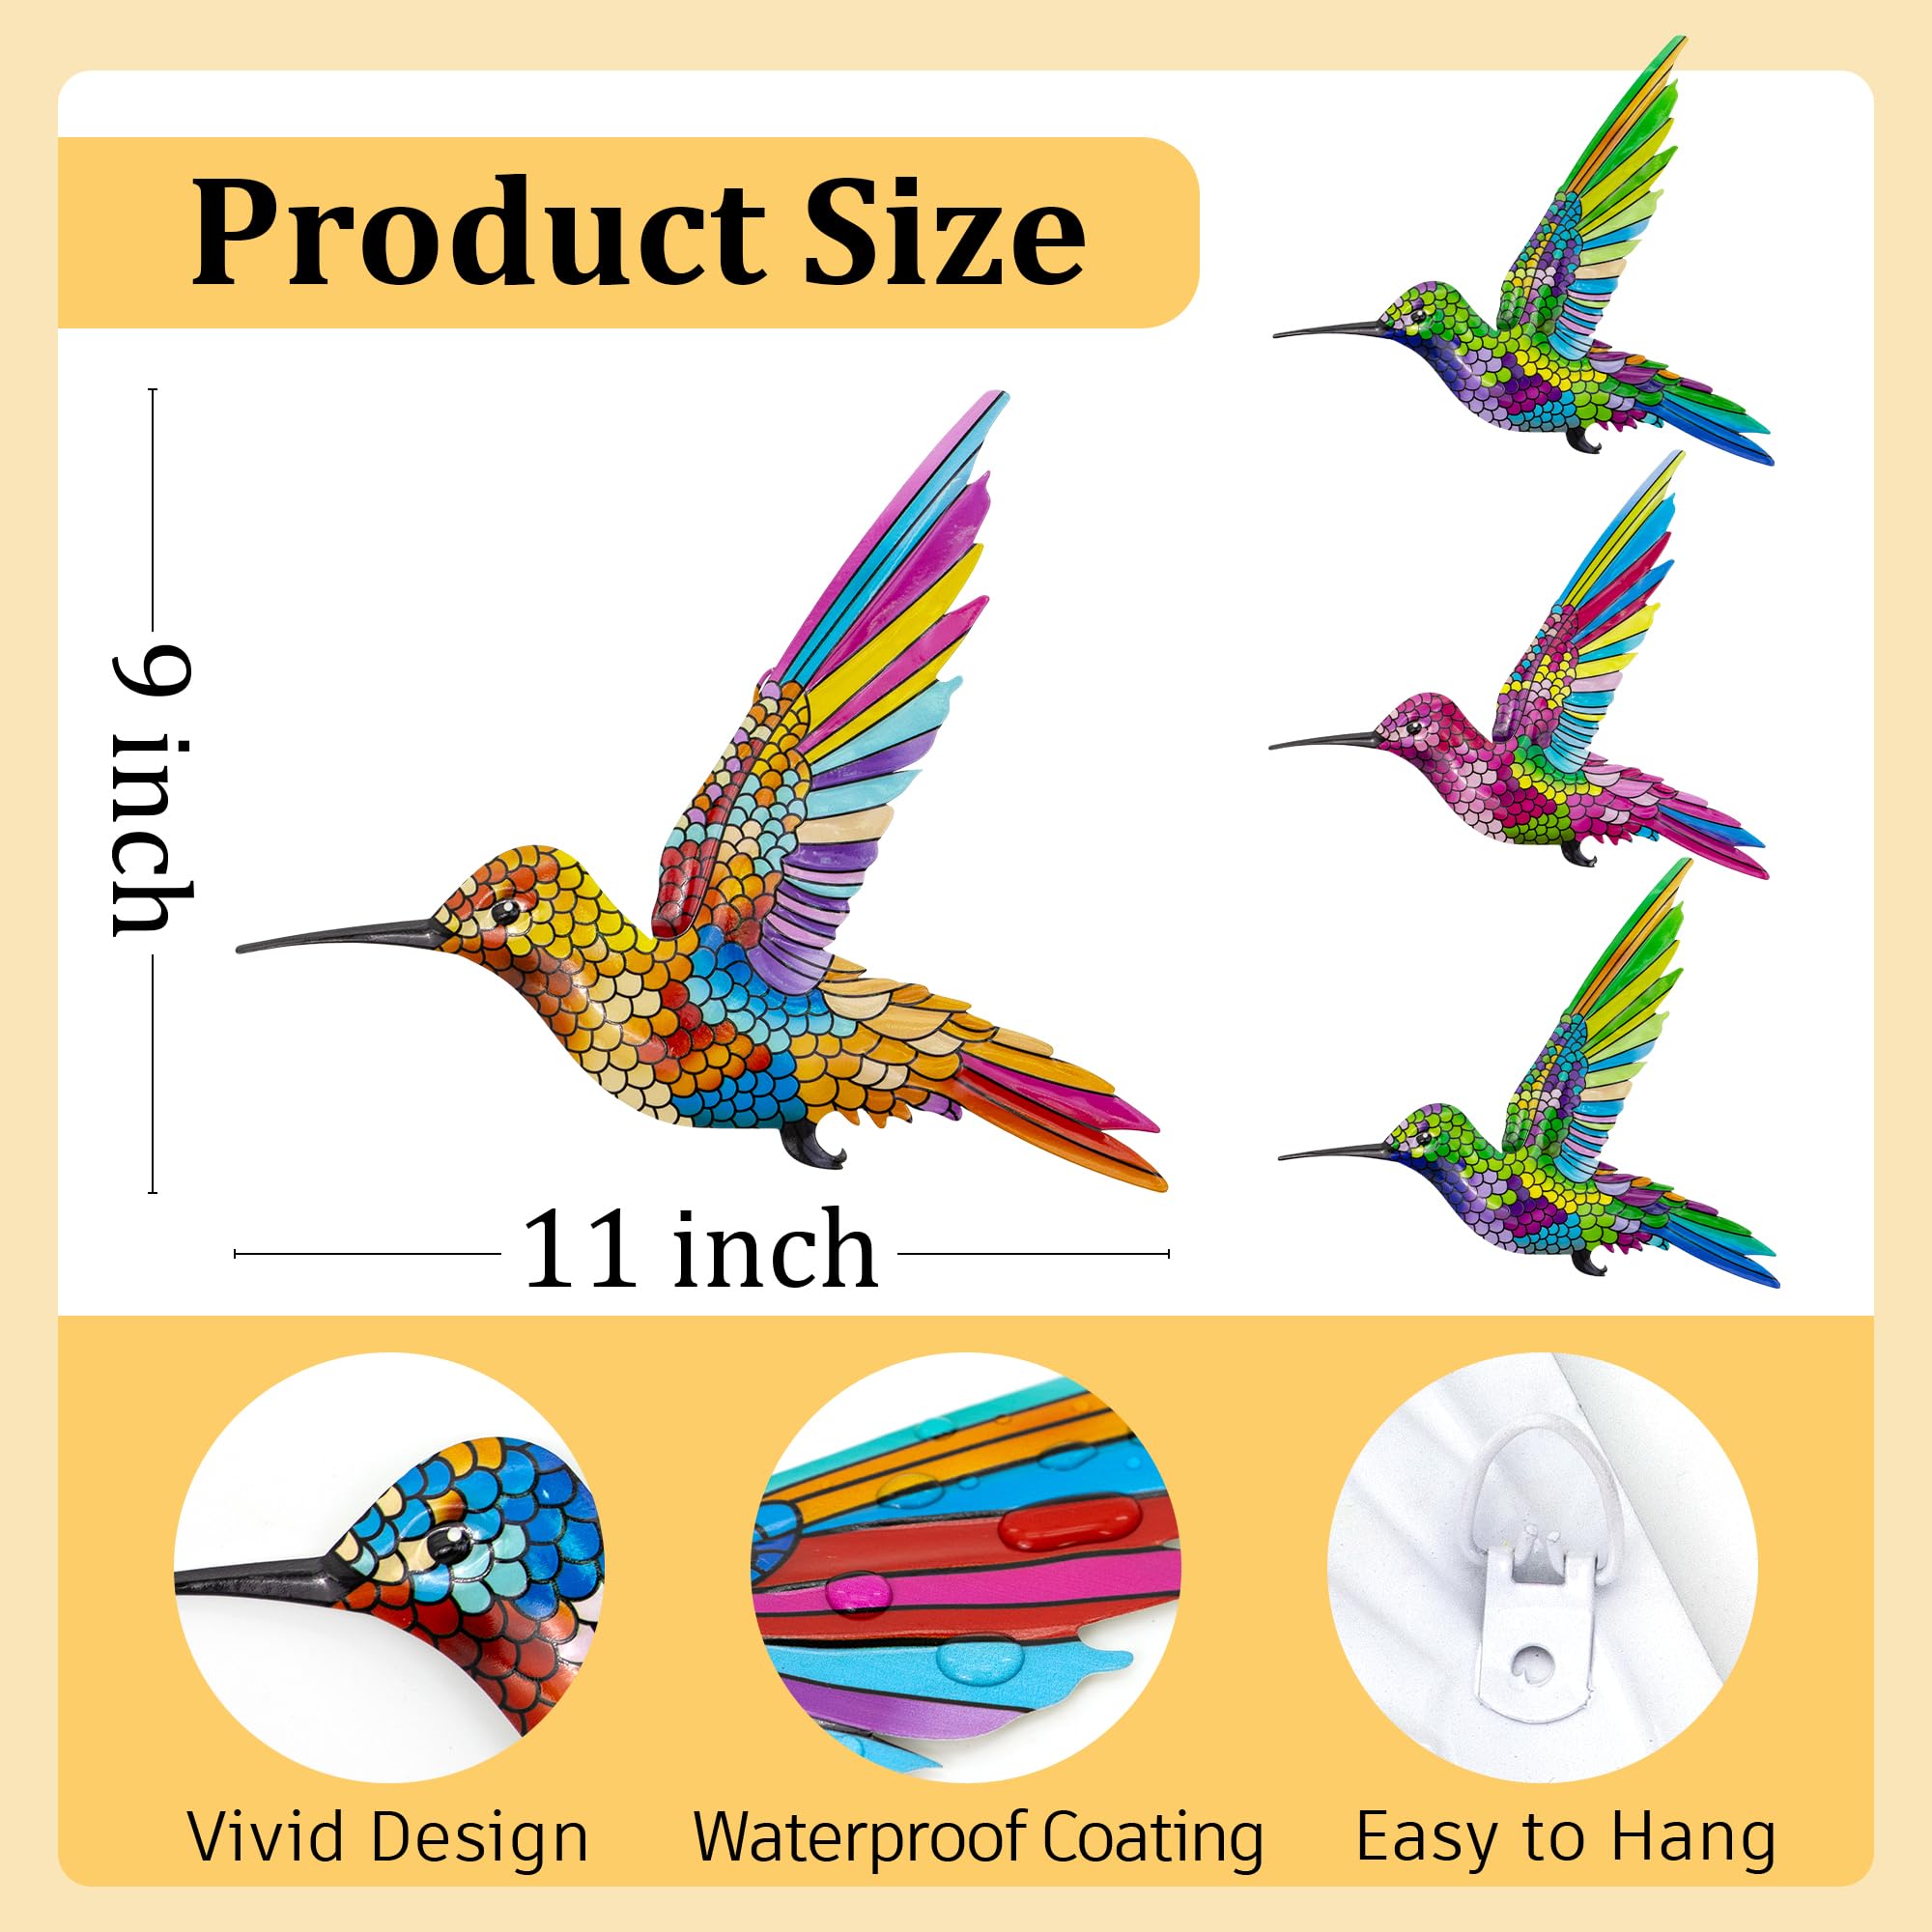 Product Size
9 inch
11 inch
Vivid Design
Waterproof Coating
Easy to Hang